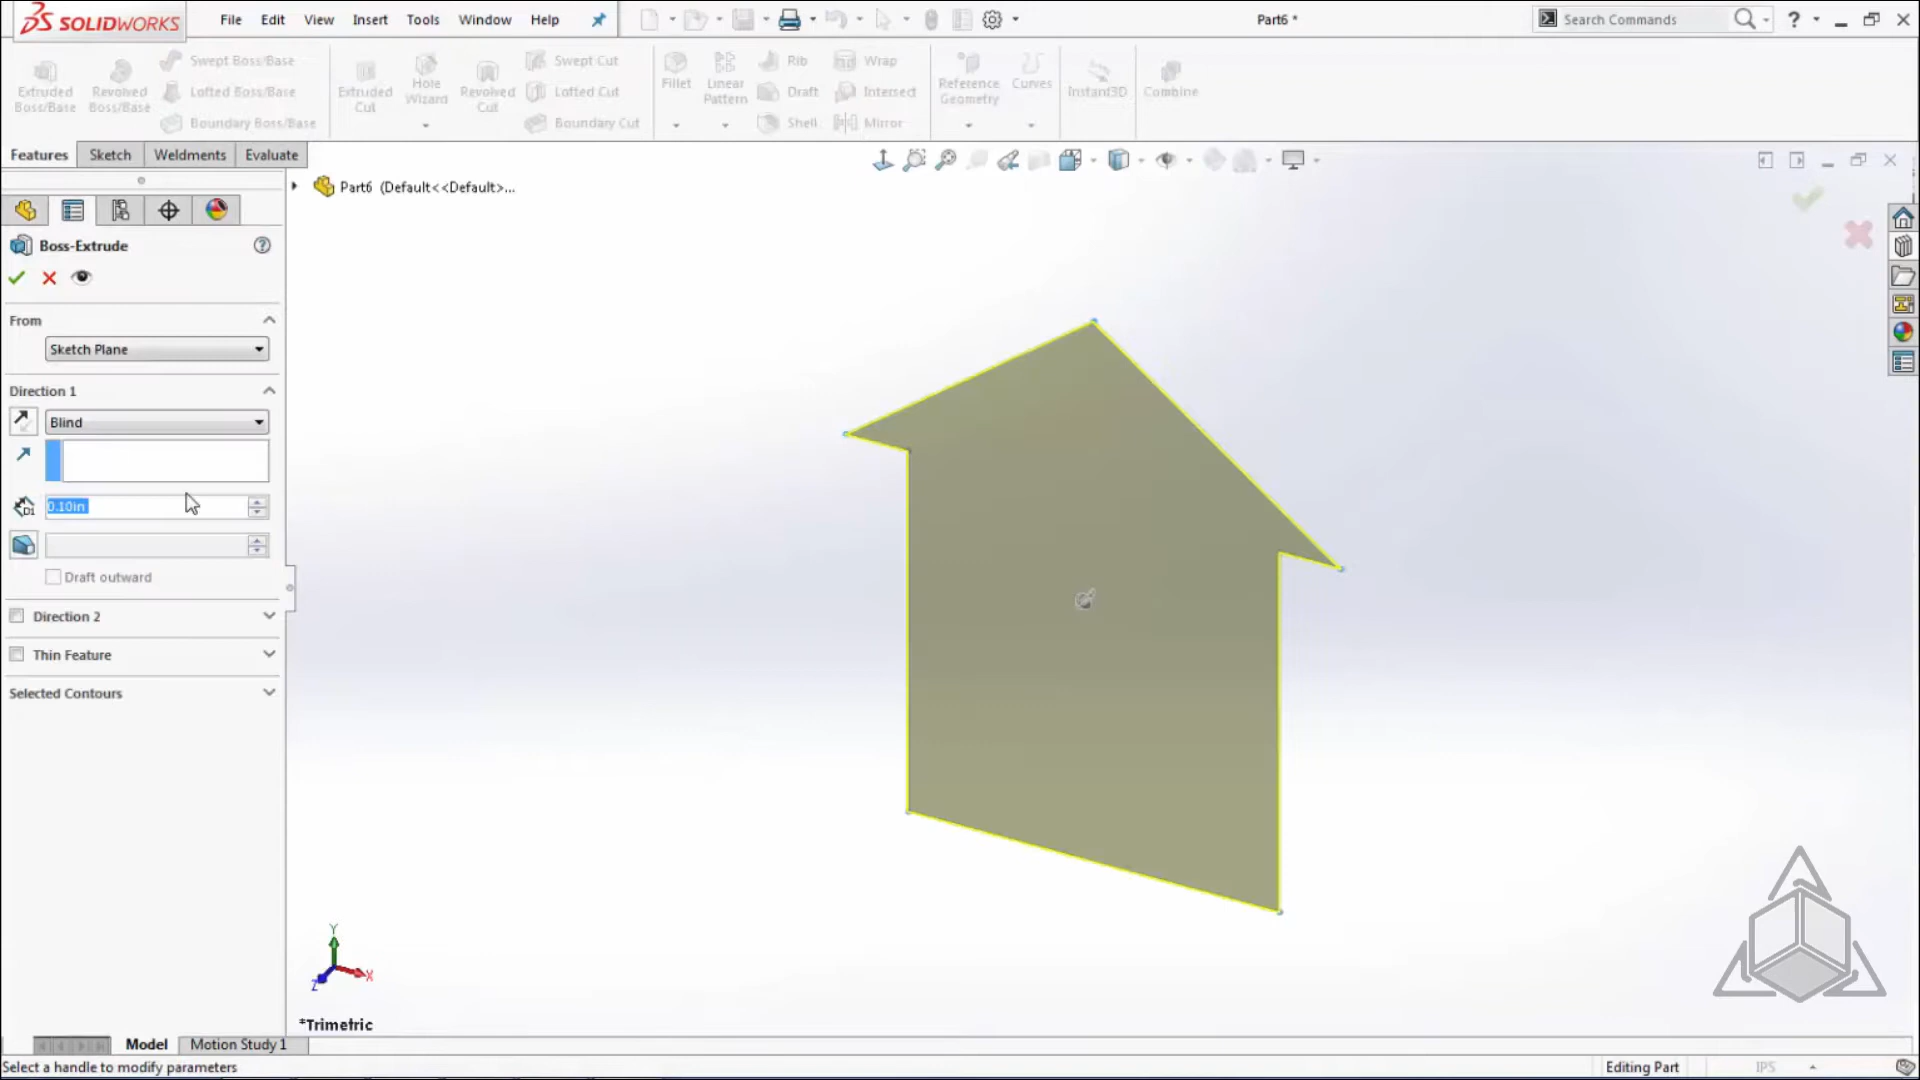 SOLIDWORKS File Edit View Insert Tools Window Help Part6 * Search Commands ?
Extruded Boss/Base
Revolved Boss/Base
Swept Boss/Base
Lofted Boss/Base
Boundary Boss/Base
Extruded Cut
Hole Wizard
Revolved Cut
Swept Cut
Lofted Cut
Boundary Cut
Fillet
Linear Pattern
Rib
Draft
Shell
Wrap
Intersect
Mirror
Reference Geometry
Curves
Instant3D
Combine
Features Sketch Weldments Evaluate
Part6 (Default<<Default>...
Boss-Extrude ?
From
Sketch Plane
Direction 1
Blind
D1 0.10in
Draft outward
Direction 2
Thin Feature
Selected Contours
Y
X
Z
*Trimetric
Model Motion Study 1
Select a handle to modify parameters Editing Part IPS